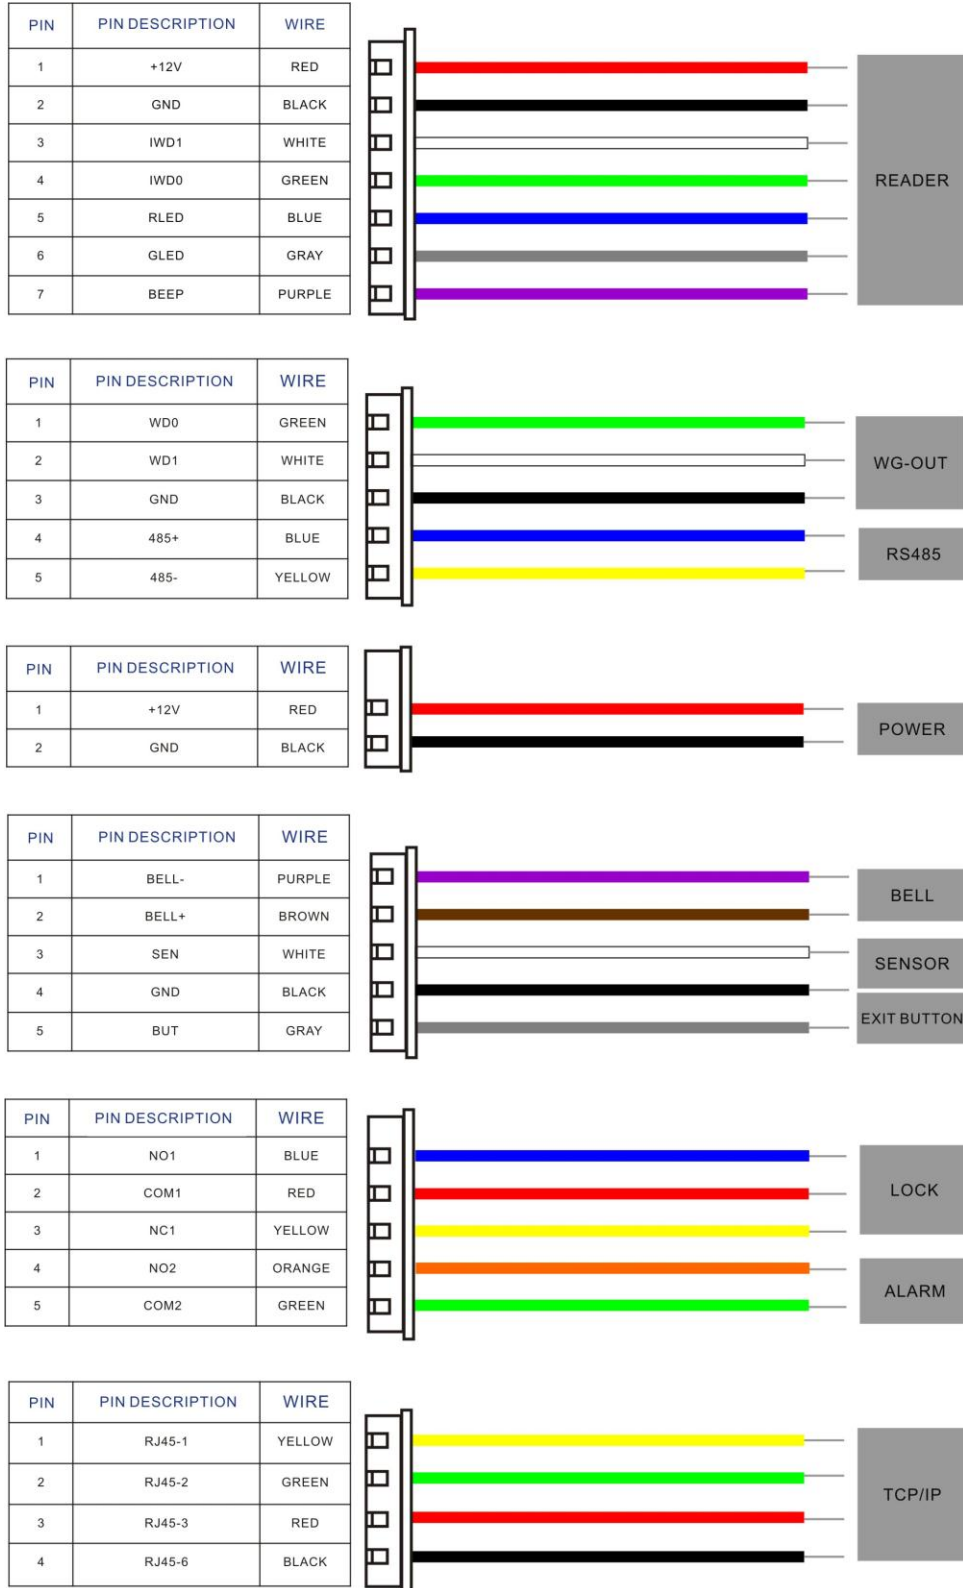 PIN PIN DESCRIPTION WIRE
1 +12V RED
2 GND BLACK
3 IWD1 WHITE
4 IWD0 GREEN
5 RLED BLUE
6 GLED GRAY
7 BEEP PURPLE
READER
PIN PIN DESCRIPTION WIRE
1 WD0 GREEN
2 WD1 WHITE
3 GND BLACK
4 485+ BLUE
5 485- YELLOW
WG-OUT
RS485
PIN PIN DESCRIPTION WIRE
1 +12V RED
2 GND BLACK
POWER
PIN PIN DESCRIPTION WIRE
1 BELL- PURPLE
2 BELL+ BROWN
3 SEN WHITE
4 GND BLACK
5 BUT GRAY
BELL
SENSOR
EXIT BUTTON
PIN PIN DESCRIPTION WIRE
1 NO1 BLUE
2 COM1 RED
3 NC1 YELLOW
4 NO2 ORANGE
5 COM2 GREEN
LOCK
ALARM
PIN PIN DESCRIPTION WIRE
1 RJ45-1 YELLOW
2 RJ45-2 GREEN
3 RJ45-3 RED
4 RJ45-6 BLACK
TCP/IP